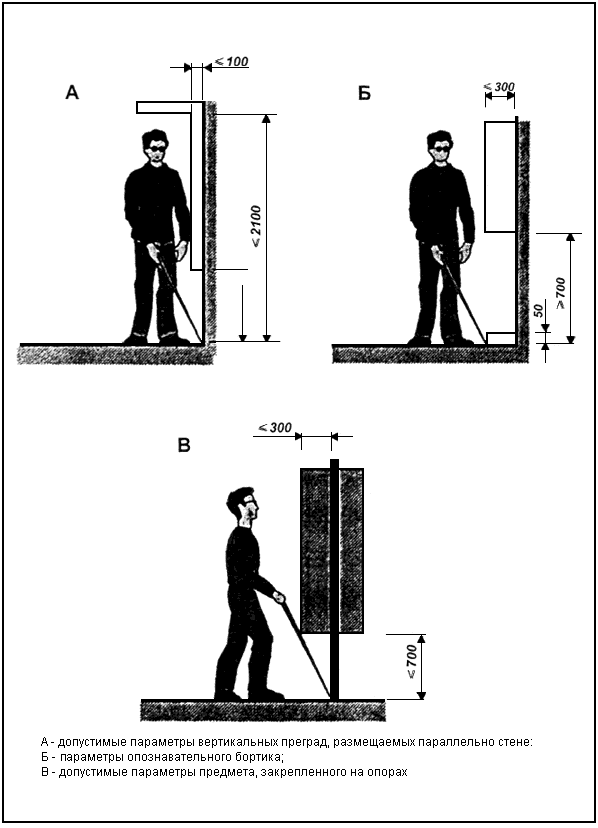 ≤ 100
А
Б
≤ 300
≤ 2100
≥ 700
50
В
≤ 300
≤ 700
А - допустимые параметры вертикальных преград, размещаемых параллельно стене:
Б - параметры опознавательного бортика;
В - допустимые параметры предмета, закрепленного на опорах